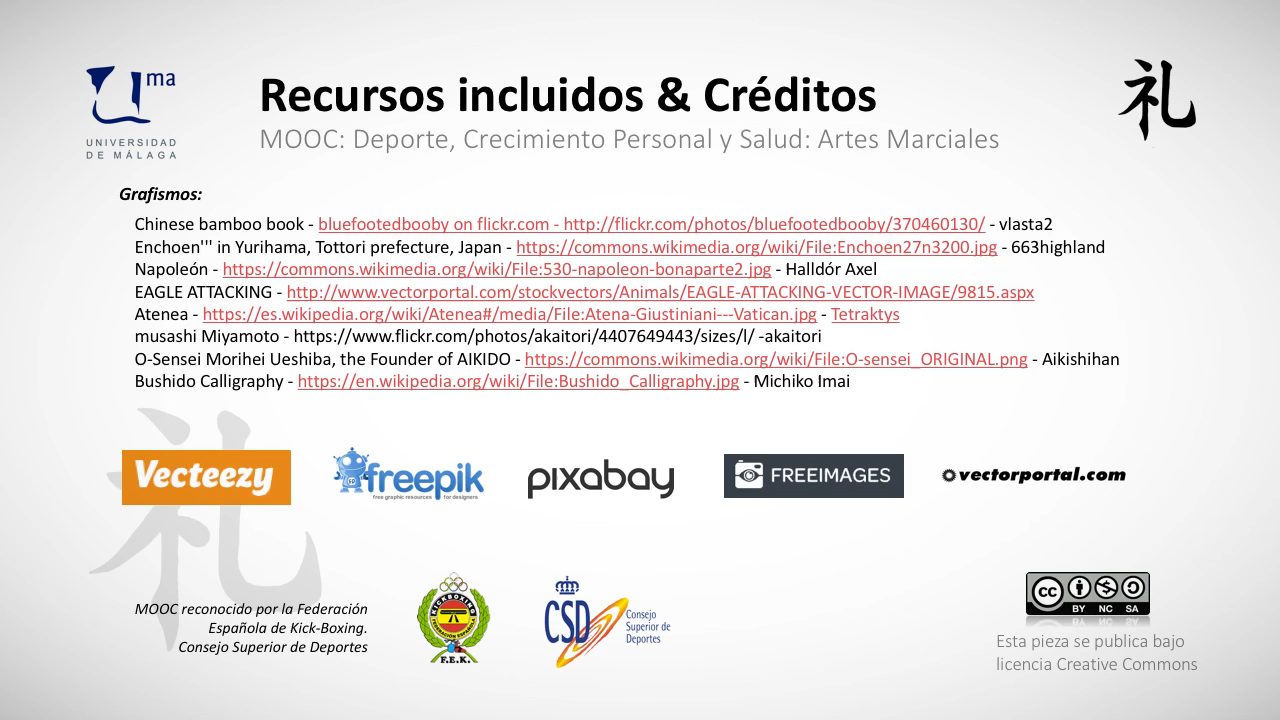 ma
UNIVERSIDAD
DE MÁLAGA
Recursos incluidos & Créditos
MOOC: Deporte, Crecimiento Personal y Salud: Artes Marciales
礼
Grafismos:
Chinese bamboo book - bluefootedbooby on flickr.com - http://flickr.com/photos/bluefootedbooby/370460130/ - vlasta2
Enchoen''' in Yurihama, Tottori prefecture, Japan - https://commons.wikimedia.org/wiki/File:Enchoen27n3200.jpg - 663highland
Napoleón - https://commons.wikimedia.org/wiki/File:530-napoleon-bonaparte2.jpg - Halldór Axel
EAGLE ATTACKING - http://www.vectorportal.com/stockvectors/Animals/EAGLE-ATTACKING-VECTOR-IMAGE/9815.aspx
Atenea - https://es.wikipedia.org/wiki/Atenea#/media/File:Atena-Giustiniani---Vatican.jpg - Tetraktys
musashi Miyamoto - https://www.flickr.com/photos/akaitori/4407649443/sizes/l/ -akaitori
O-Sensei Morihei Ueshiba, the Founder of AIKIDO - https://commons.wikimedia.org/wiki/File:O-sensei_ORIGINAL.png - Aikishihan
Bushido Calligraphy - https://en.wikipedia.org/wiki/File:Bushido_Calligraphy.jpg - Michiko Imai
礼
Vecteezy
freepik
free graphic resources for designers
pixabay
FREEIMAGES
vectorportal.com
MOOC reconocido por la Federación
Española de Kick-Boxing.
Consejo Superior de Deportes
KICKBOXING
FEDERACIÓN ESPAÑOLA
F.E.K.
CSD
Consejo
Superior de
Deportes
cc
BY NC SA
Esta pieza se publica bajo
licencia Creative Commons